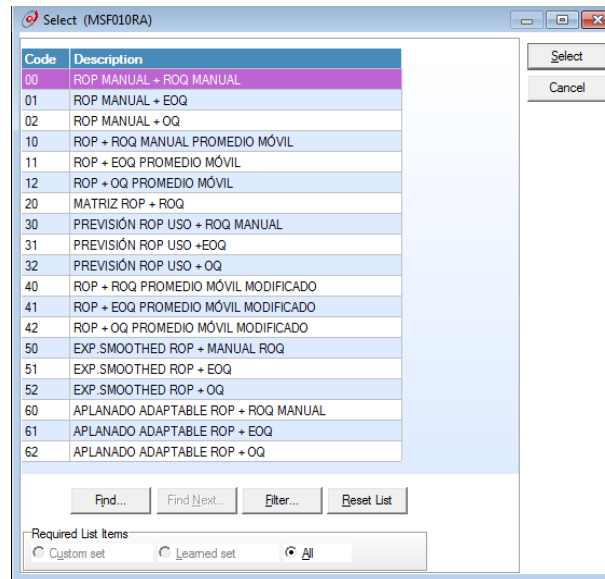 Select (MSF010RA)
Code Description
00 ROP MANUAL + ROQ MANUAL
01 ROP MANUAL + EOQ
02 ROP MANUAL + OQ
10 ROP + ROQ MANUAL PROMEDIO MÓVIL
11 ROP + EOQ PROMEDIO MÓVIL
12 ROP + OQ PROMEDIO MÓVIL
20 MATRIZ ROP + ROQ
30 PREVISIÓN ROP USO + ROQ MANUAL
31 PREVISIÓN ROP USO +EOQ
32 PREVISIÓN ROP USO + OQ
40 ROP + ROQ PROMEDIO MÓVIL MODIFICADO
41 ROP + EOQ PROMEDIO MÓVIL MODIFICADO
42 ROP + OQ PROMEDIO MÓVIL MODIFICADO
50 EXP.SMOOTHED ROP + MANUAL ROQ
51 EXP.SMOOTHED ROP + EOQ
52 EXP.SMOOTHED ROP + OQ
60 APLANADO ADAPTABLE ROP + ROQ MANUAL
61 APLANADO ADAPTABLE ROP + EOQ
62 APLANADO ADAPTABLE ROP + OQ
Select
Cancel
Find... Find Next... Filter... Reset List
Required List Items
Custom set Learned set All